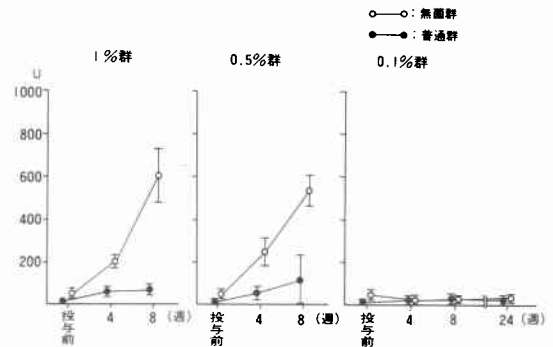 ○—○：無菌群
●—●：普通群
1%群
0.5%群
0.1%群
U
1000
800
600
400
200
投与前 4 8 (週)
投与前 4 8 (週)
投与前 4 8 24 (週)